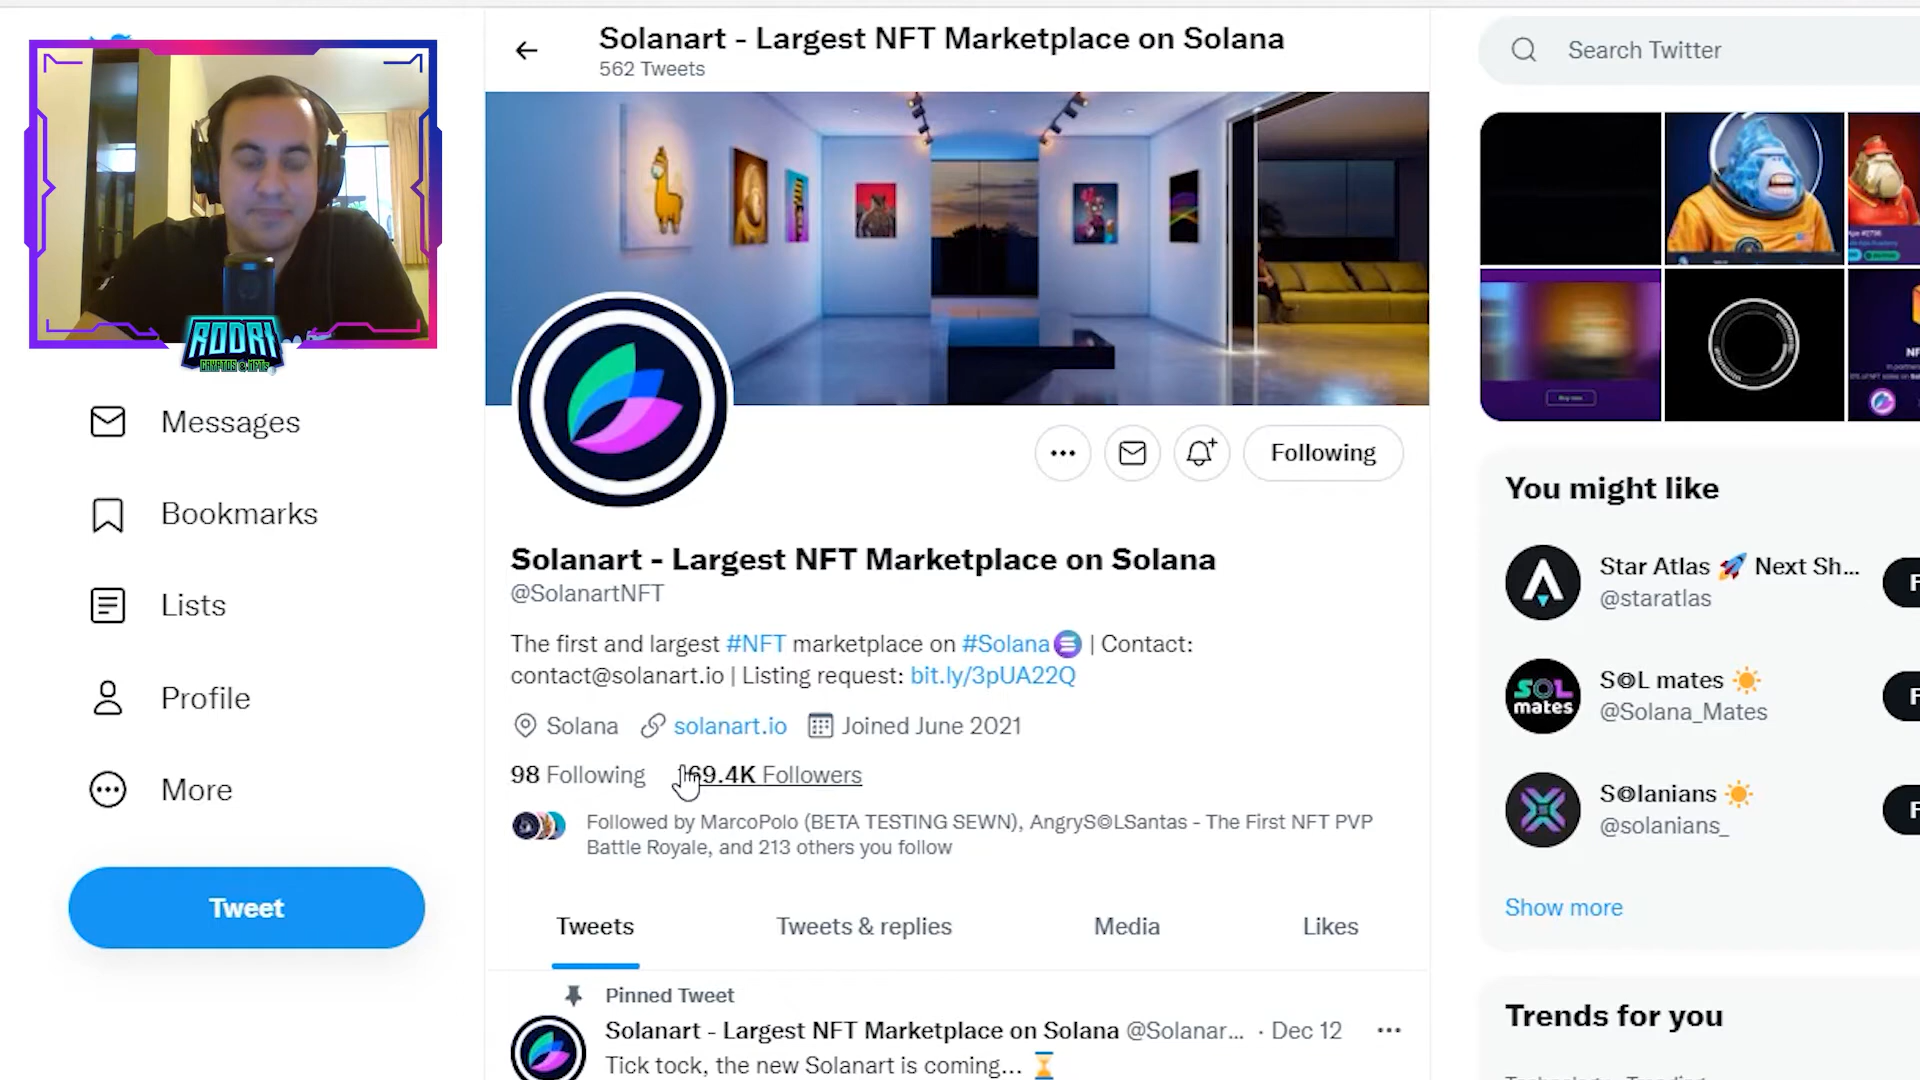 Solanart - Largest NFT Marketplace on Solana
562 Tweets
Search Twitter
RODRI
CRYPTOS & NFTs
Messages
Bookmarks
Lists
Profile
More
Tweet
Following
Solanart - Largest NFT Marketplace on Solana
@SolanartNFT
The first and largest #NFT marketplace on #Solana | Contact:
contact@solanart.io | Listing request: bit.ly/3pUA22Q
Solana solanart.io Joined June 2021
98 Following 69.4K Followers
Followed by MarcoPolo (BETA TESTING SEWN), AngryS◎LSantas - The First NFT PVP
Battle Royale, and 213 others you follow
Tweets Tweets & replies Media Likes
Pinned Tweet
Solanart - Largest NFT Marketplace on Solana @Solanar... · Dec 12
Tick tock, the new Solanart is coming... ⏳
You might like
Star Atlas 🚀 Next Sh...
@staratlas
SOL
mates
S◎L mates ☀️
@Solana_Mates
S◎lanians ☀️
@solanians_
Show more
Trends for you